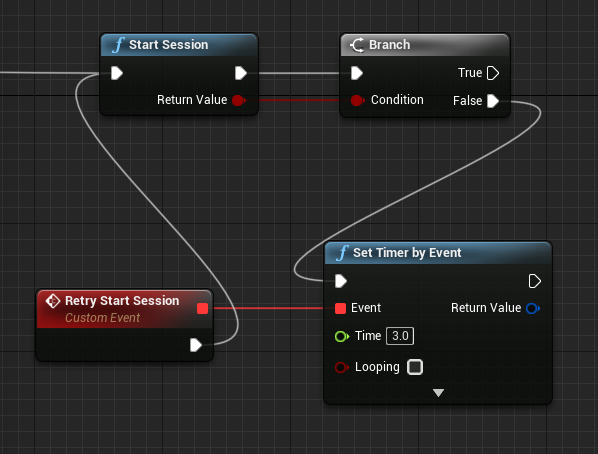 Start Session
Return Value
Branch
True
Condition
False
Retry Start Session
Custom Event
Set Timer by Event
Event
Return Value
Time 3.0
Looping